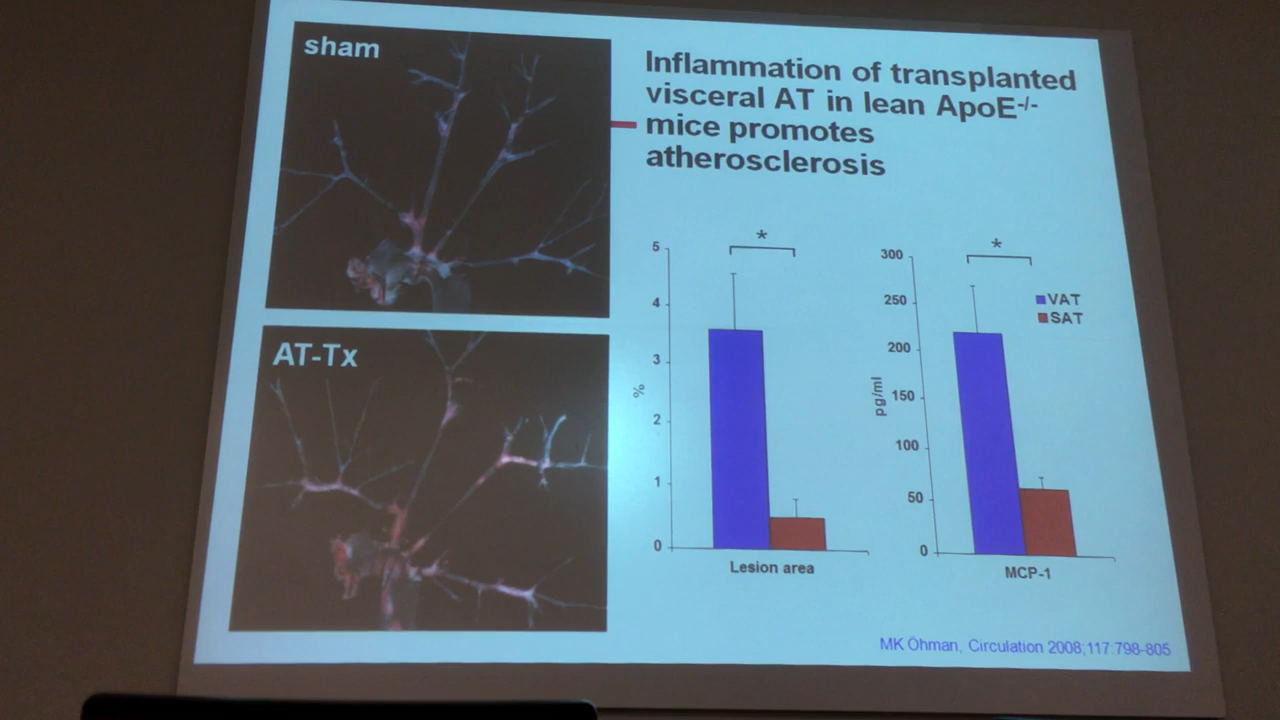 sham
AT-Tx
Inflammation of transplanted
visceral AT in lean ApoE-/-
mice promotes
atherosclerosis
5
4
3
2
1
0
%
*
Lesion area
300
250
200
150
100
50
0
pg/ml
*
VAT
SAT
MCP-1
MK Öhman, Circulation 2008;117:798-805